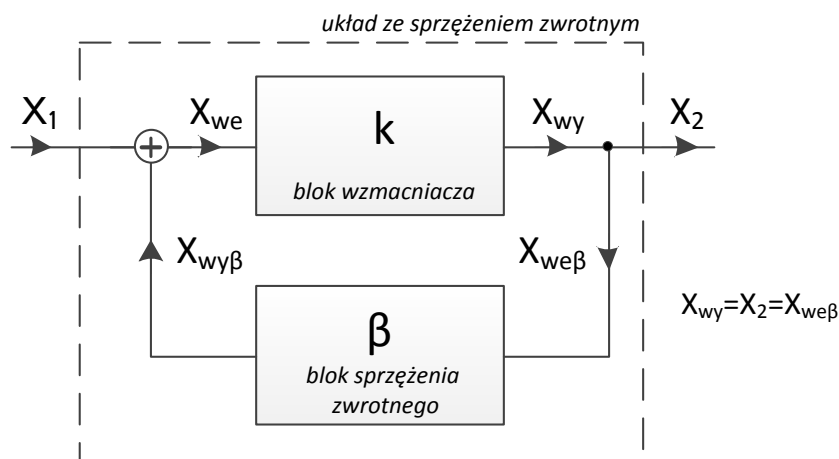 układ ze sprzężeniem zwrotnym
X₁
Xwe
k
blok wzmacniacza
Xwy
X₂
Xwyβ
Xweβ
β
blok sprzężenia
zwrotnego
Xwy=X₂=Xweβ